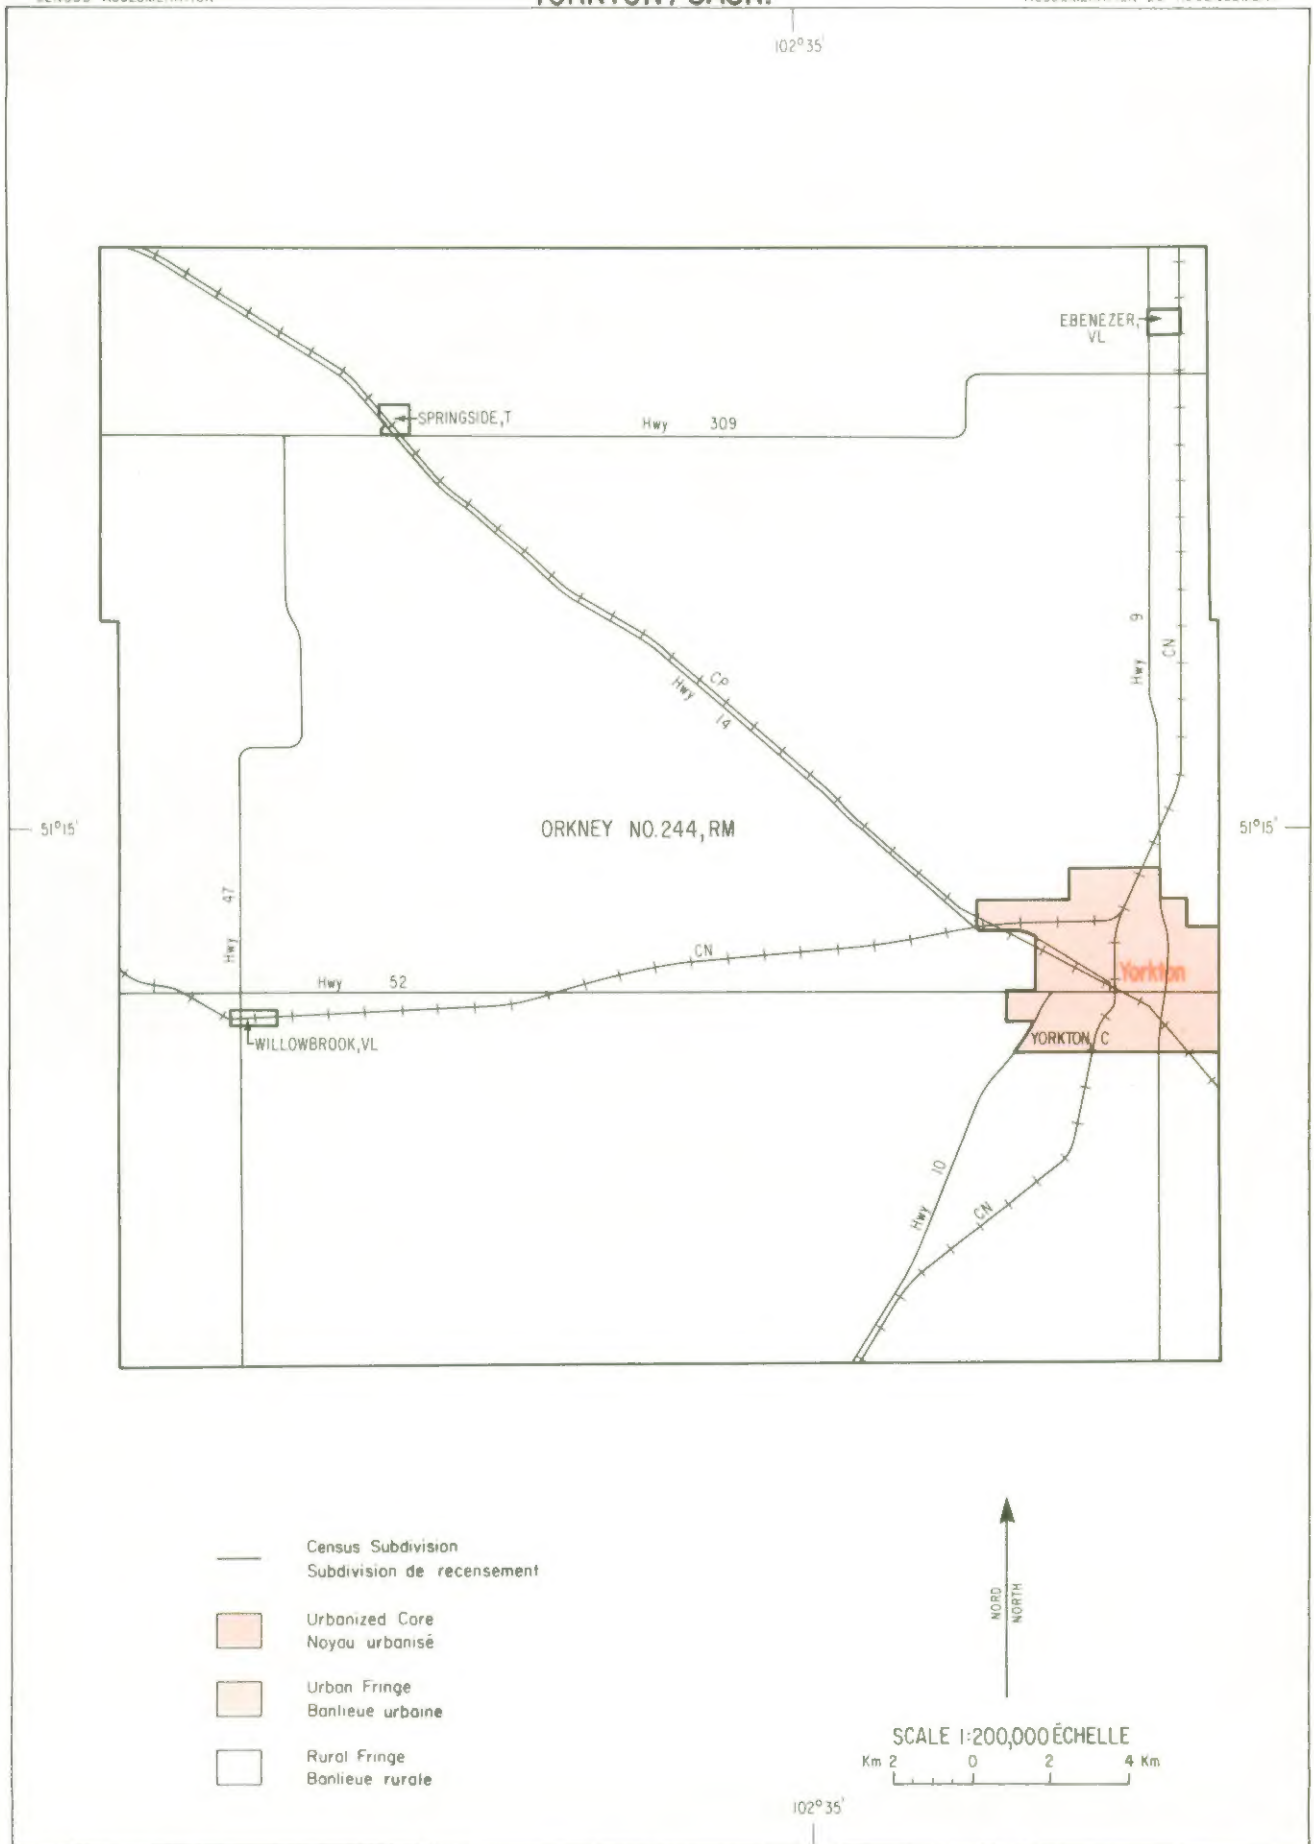 102°35'
EBENEZER,
VL
SPRINGSIDE,T
Hwy 309
Hwy 9
CN
CP
Hwy 14
51°15'
ORKNEY NO.244,RM
51°15'
Hwy 47
CN
Hwy 52
Yorkton
WILLOWBROOK,VL
YORKTON, C
Hwy 10
CN
Census Subdivision
Subdivision de recensement
Urbanized Core
Noyau urbanisé
Urban Fringe
Banlieue urbaine
Rural Fringe
Banlieue rurale
NORD
NORTH
SCALE 1:200,000 ÉCHELLE
Km 2 0 2 4 Km
102°35'